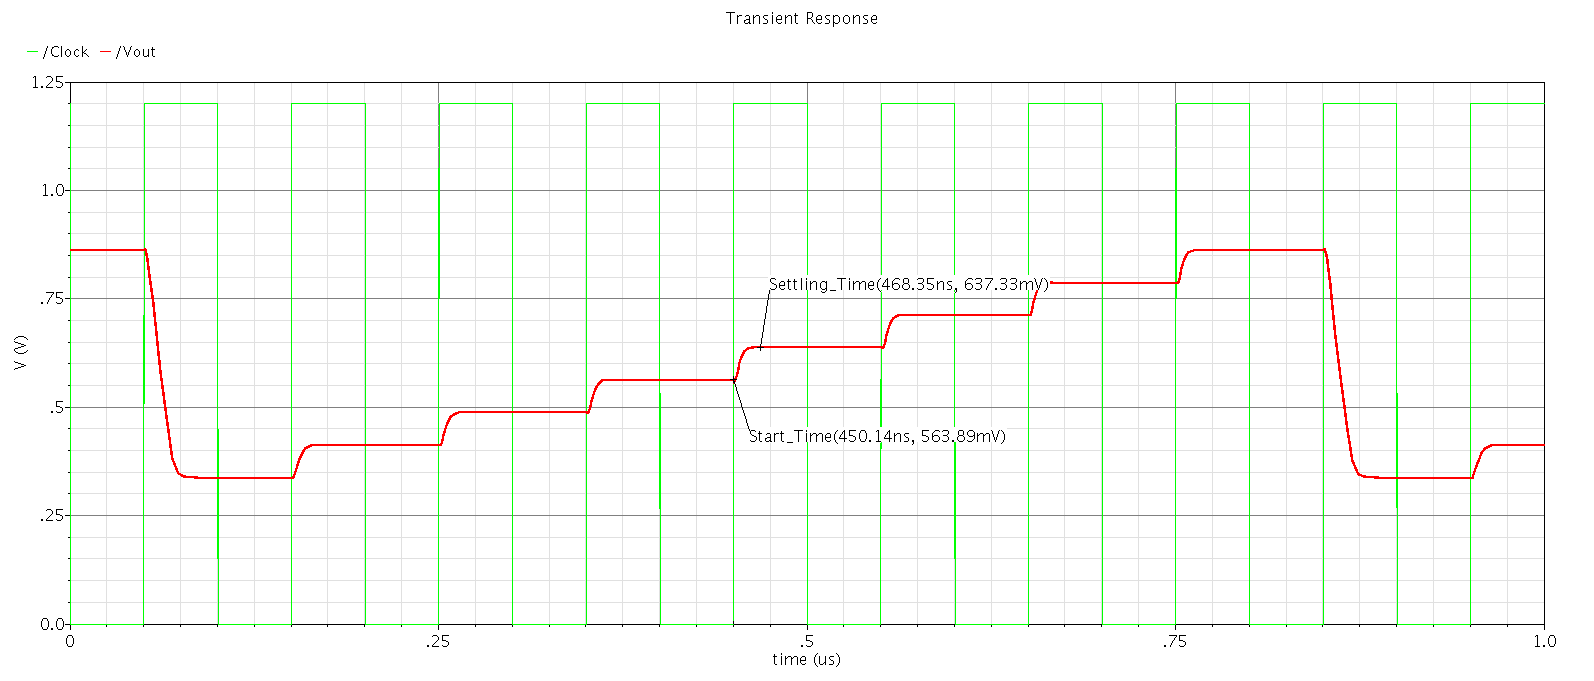 Transient Response
/Clock /Vout
1.25
1.0
.75
.5
.25
0.0
V (V)
Settling_Time(468.35ns, 637.33mV)
Start_Time(450.14ns, 563.89mV)
0 .25 .5 .75 1.0
time (us)